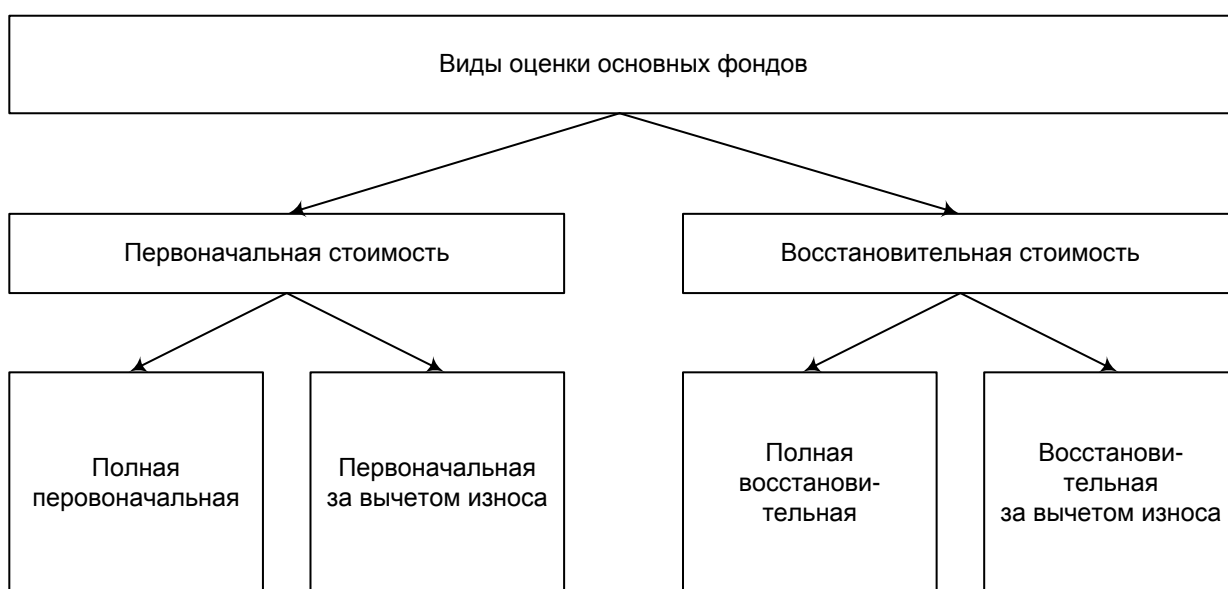 Виды оценки основных фондов
Первоначальная стоимость
Восстановительная стоимость
Полная
перовоначальная
Первоначальная
за вычетом износа
Полная
восстанови-
тельная
Восстанови-
тельная
за вычетом износа